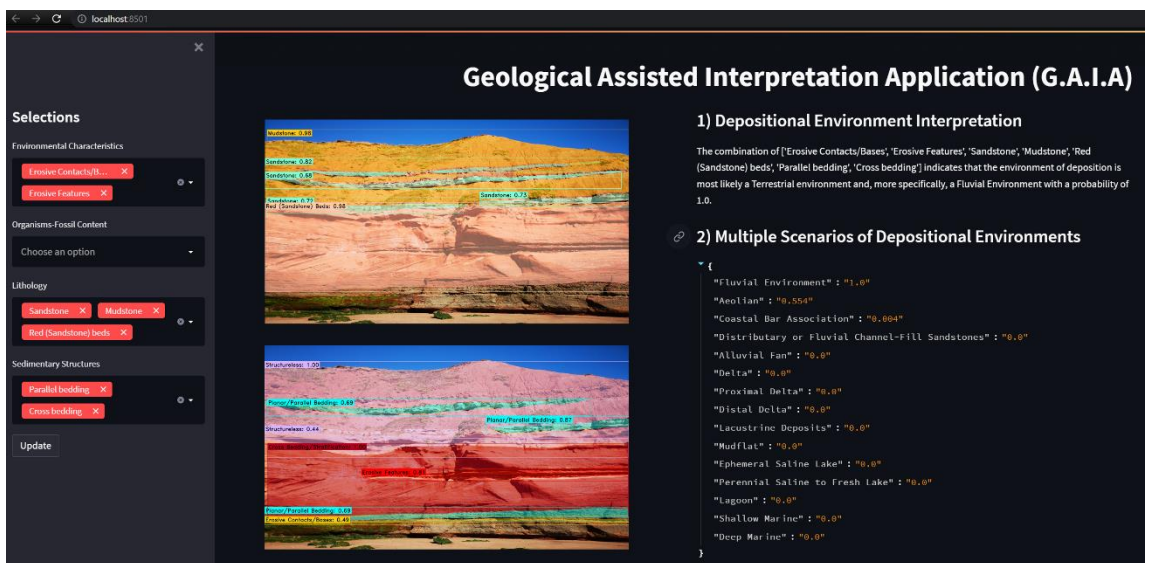 localhost:8501
Selections
Environmental Characteristics
Erosive Contacts/B...
Erosive Features
Organisms-Fossil Content
Choose an option
Lithology
Sandstone Mudstone
Red (Sandstone) beds
Sedimentary Structures
Parallel bedding
Cross bedding
Update
Geological Assisted Interpretation Application (G.A.I.A)
Mudstone: 0.98
Sandstone: 0.82
Sandstone: 0.68
Sandstone: 0.73
Sandstone: 0.72
Red (Sandstone) Beds: 0.98
Structureless: 1.00
Planar/Parallel Bedding: 0.69
Planar/Parallel Bedding: 0.87
Structureless: 0.44
Erosive Features:
Planar/Parallel Bedding: 0.89
Erosive Contacts/Bases: 0.49
1) Depositional Environment Interpretation
The combination of ['Erosive Contacts/Bases', 'Erosive Features', 'Sandstone', 'Mudstone', 'Red
(Sandstone) beds', 'Parallel bedding', 'Cross bedding'] indicates that the environment of deposition is
most likely a Terrestrial environment and, more specifically, a Fluvial Environment with a probability of
1.0.
2) Multiple Scenarios of Depositional Environments
{
"Fluvial Environment" : "1.0"
"Aeolian" : "0.554"
"Coastal Bar Association" : "0.004"
"Distributary or Fluvial Channel-Fill Sandstones" : "0.0"
"Alluvial Fan" : "0.0"
"Delta" : "0.0"
"Proximal Delta" : "0.0"
"Distal Delta" : "0.0"
"Lacustrine Deposits" : "0.0"
"Mudflat" : "0.0"
"Ephemeral Saline Lake" : "0.0"
"Perennial Saline to Fresh Lake" : "0.0"
"Lagoon" : "0.0"
"Shallow Marine" : "0.0"
"Deep Marine" : "0.0"
}